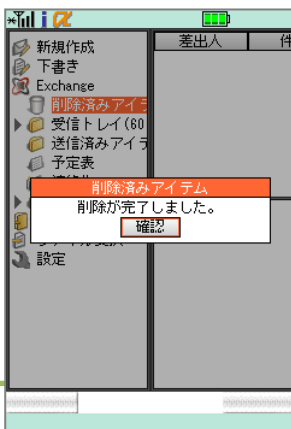 iα
差出人
件
新規作成
下書き
Exchange
削除済みアイテ
受信トレイ(60
送信済みアイテ
予定表
削除済みアイテム
削除が完了しました。
確認
設定